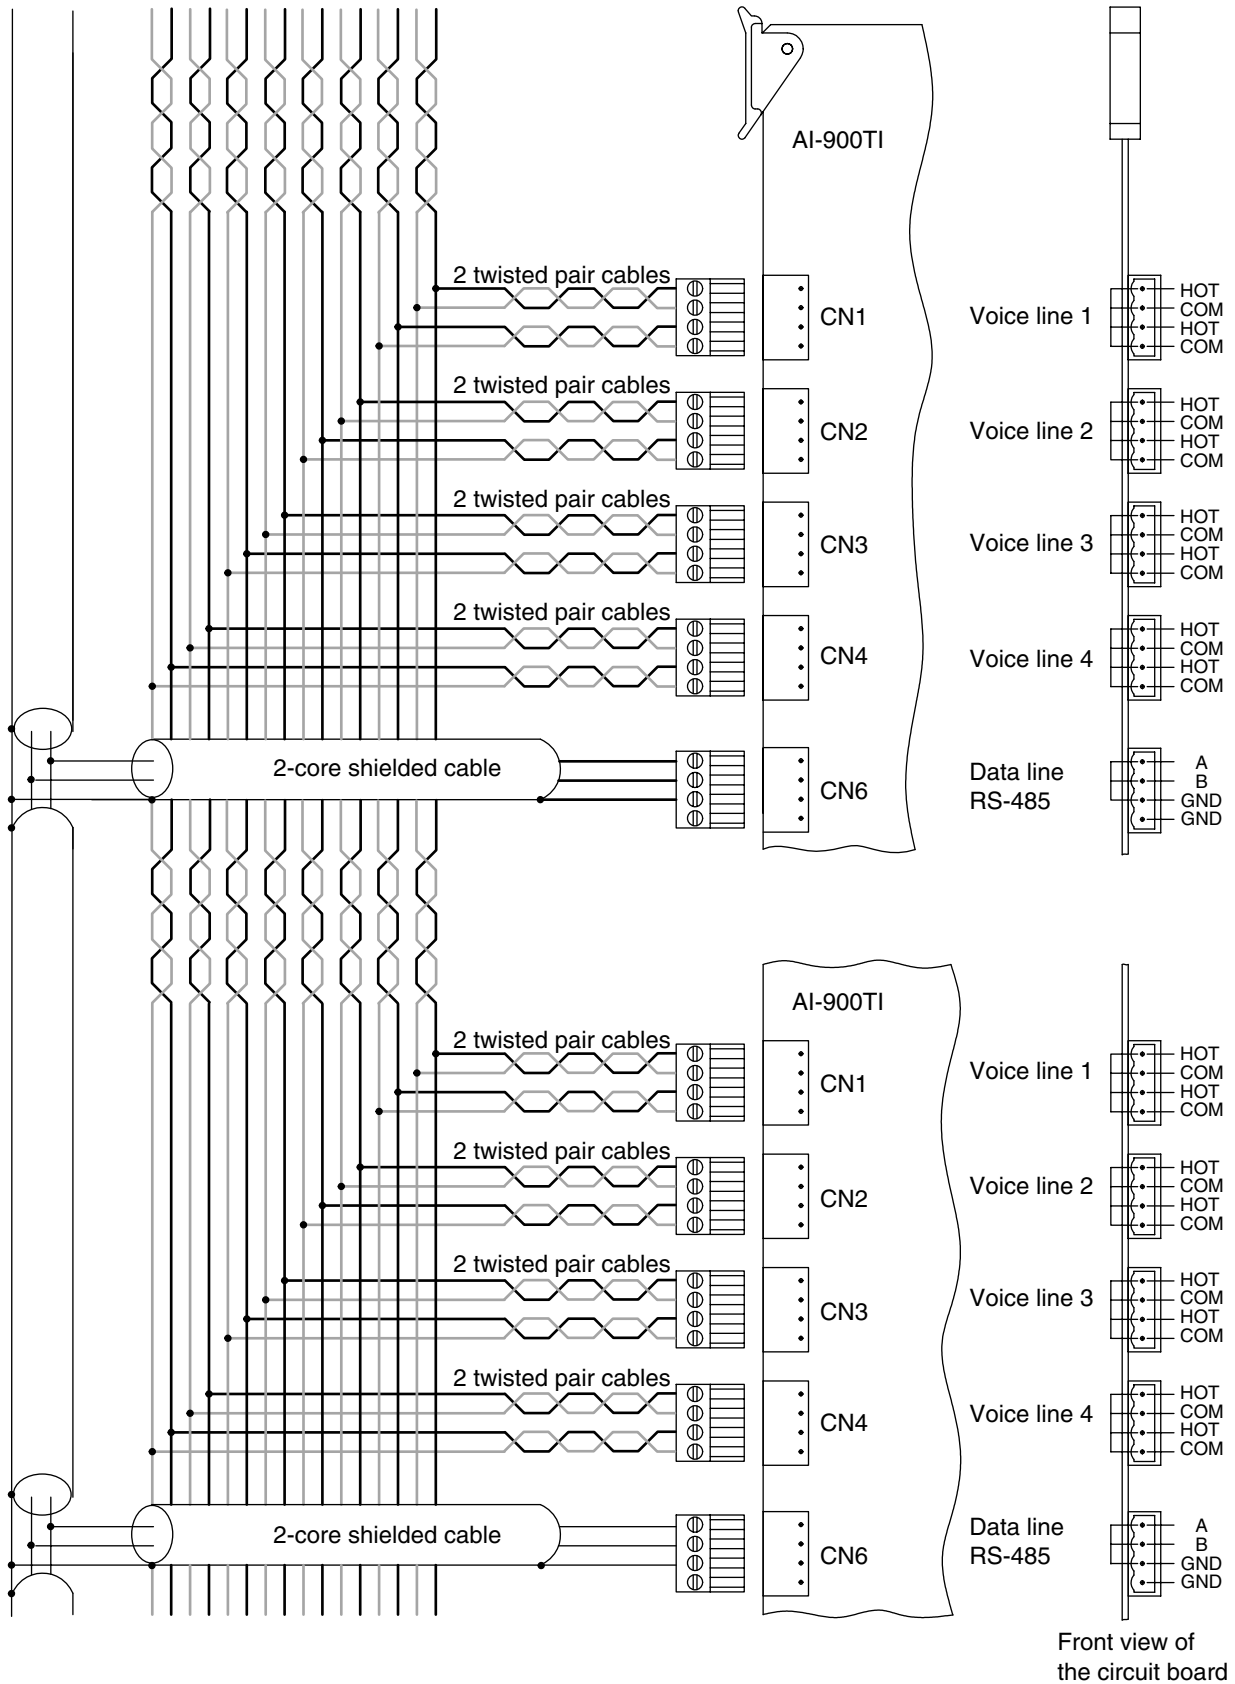 AI-900TI
2 twisted pair cables
CN1
Voice line 1
HOT
COM
HOT
COM
2 twisted pair cables
CN2
Voice line 2
HOT
COM
HOT
COM
2 twisted pair cables
CN3
Voice line 3
HOT
COM
HOT
COM
2 twisted pair cables
CN4
Voice line 4
HOT
COM
HOT
COM
2-core shielded cable
CN6
Data line
RS-485
A
B
GND
GND
AI-900TI
2 twisted pair cables
CN1
Voice line 1
HOT
COM
HOT
COM
2 twisted pair cables
CN2
Voice line 2
HOT
COM
HOT
COM
2 twisted pair cables
CN3
Voice line 3
HOT
COM
HOT
COM
2 twisted pair cables
CN4
Voice line 4
HOT
COM
HOT
COM
2-core shielded cable
CN6
Data line
RS-485
A
B
GND
GND
Front view of
the circuit board